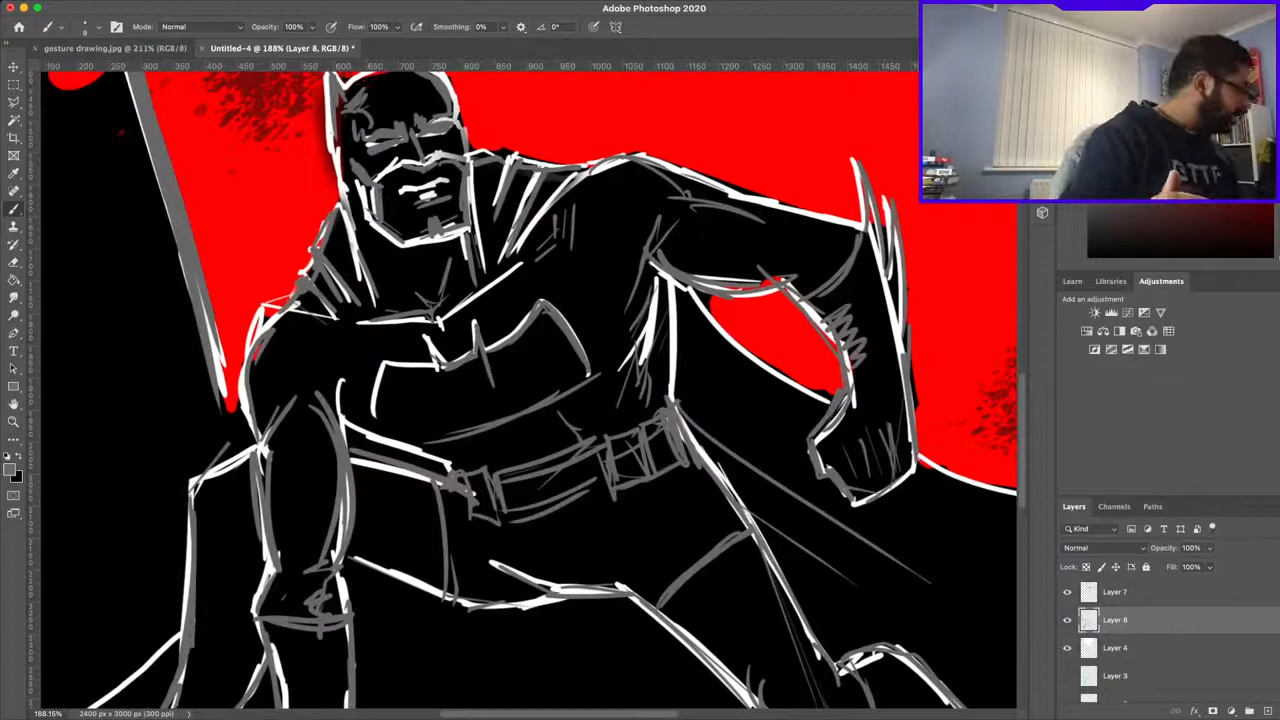 Adobe Photoshop 2020
Mode: Normal Opacity: 100% Flow: 100% Smoothing: 0% 0°
gesture drawing.jpg @ 211% (RGB/8) Untitled-4 @ 188% (Layer 8, RGB/8) *
150 200 250 300 350 400 450 500 550 600 650 700 750 800 850 900 950 1000 1050 1100 1150 1200 1250 1300 1350 1400 1450
Learn Libraries Adjustments
Add an adjustment
Layers Channels Paths
Kind
Normal Opacity: 100%
Lock: Fill: 100%
Layer 7
Layer 8
Layer 4
Layer 3
188.15% 2400 px x 3000 px (300 ppi)